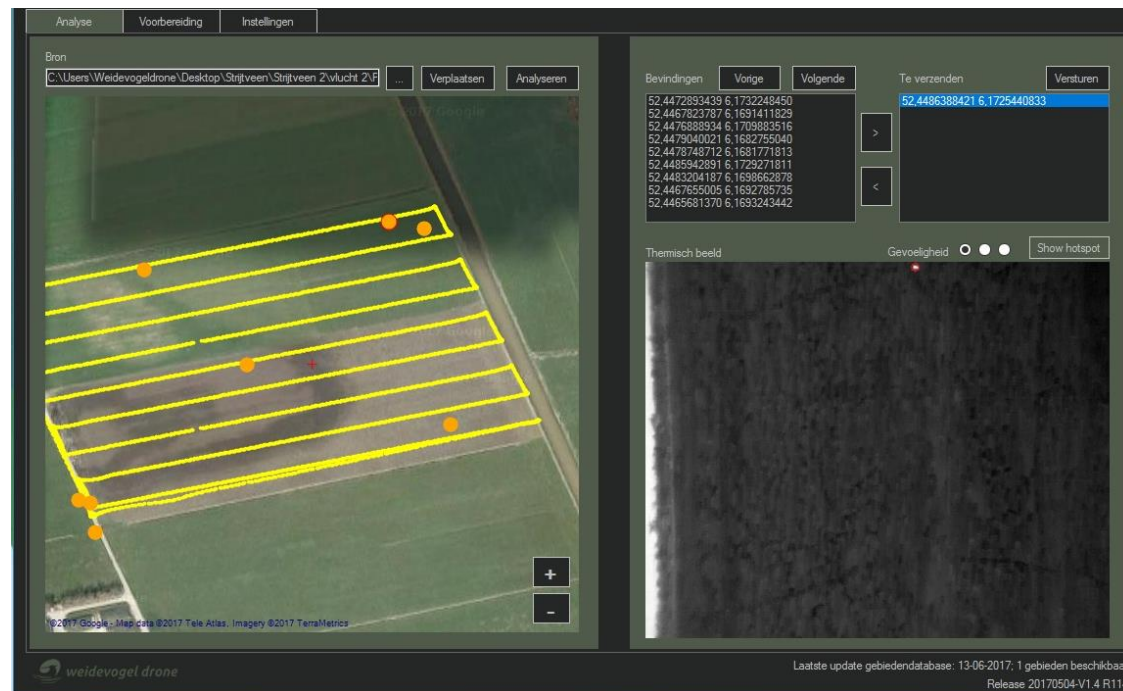 Analyse Voorbereiding Instellingen
Bron
C:\Users\Weidevogeldrone\Desktop\Strijtveen\Strijtveen 2\vlucht 2\F
... Verplaatsen Analyseren
Bevindingen Vorige Volgende
52,4472893439 6,1732248450
52,4467823787 6,1691411829
52,4476888934 6,1709883516
52,4479040021 6,1682755040
52,4478748712 6,1681771813
52,4485942891 6,1729271811
52,4483204187 6,1698662878
52,4467655005 6,1692785735
52,4465681370 6,1693243442
>
<
Te verzenden Versturen
52,4486388421 6,1725440833
Thermisch beeld Gevoeligheid Show hotspot
+
-
©2017 Google - Map data ©2017 Tele Atlas, Imagery ©2017 TerraMetrics
weidevogel drone
Laatste update gebiedendatabase: 13-06-2017; 1 gebieden beschikbaa
Release 20170504-V1.4 R11